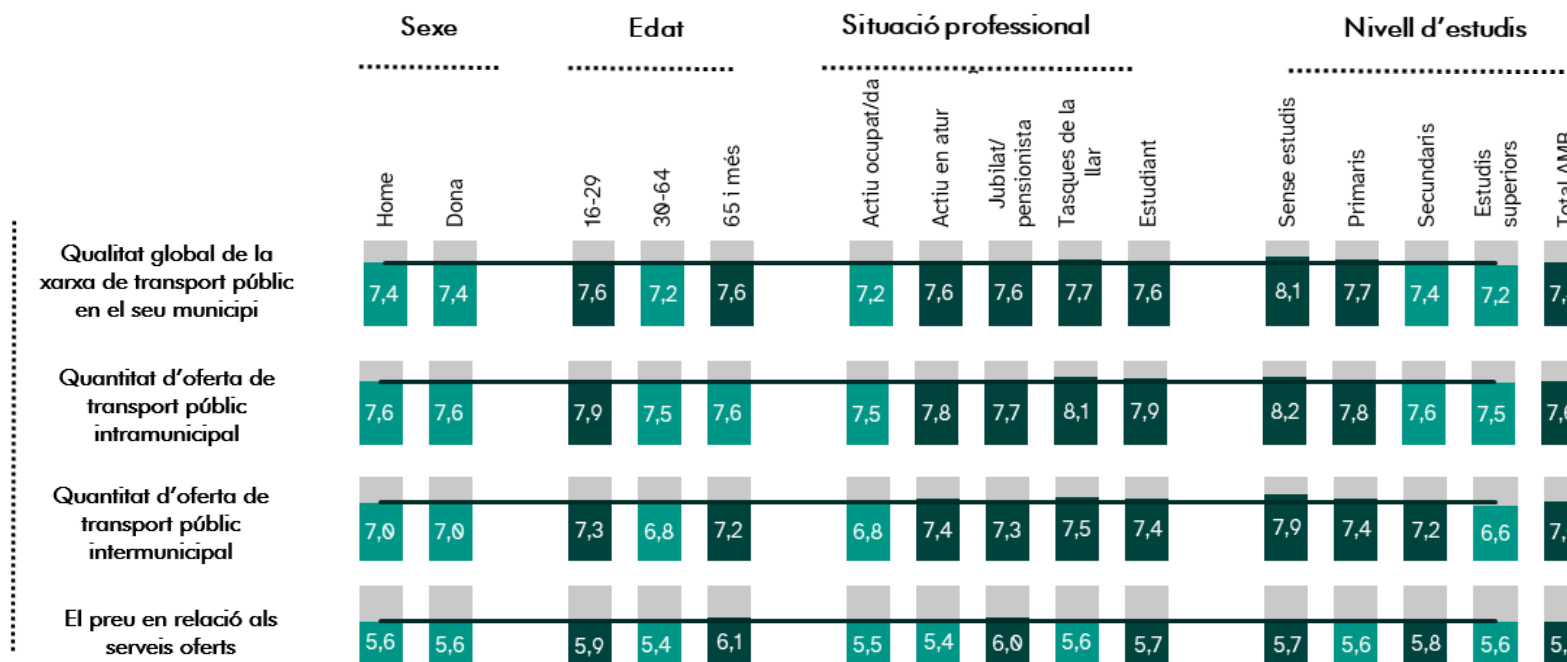 Sexe Edat Situació professional Nivell d'estudis
Home Dona 16-29 30-64 65 i més Actiu ocupat/da Actiu en atur Jubilat/ pensionista Tasques de la llar Estudiant Sense estudis Primaris Secundaris Estudis superiors Total AMB
Qualitat global de la
xarxa de transport públic
en el seu municipi
7,4 7,4 7,6 7,2 7,6 7,2 7,6 7,6 7,7 7,6 8,1 7,7 7,4 7,2
Quantitat d'oferta de
transport públic
intramunicipal
7,6 7,6 7,9 7,5 7,6 7,5 7,8 7,7 8,1 7,9 8,2 7,8 7,6 7,5
Quantitat d'oferta de
transport públic
intermunicipal
7,0 7,0 7,3 6,8 7,2 6,8 7,4 7,3 7,5 7,4 7,9 7,4 7,2 6,6
El preu en relació als
serveis oferts
5,6 5,6 5,9 5,4 6,1 5,5 5,4 6,0 5,6 5,7 5,7 5,6 5,8 5,6